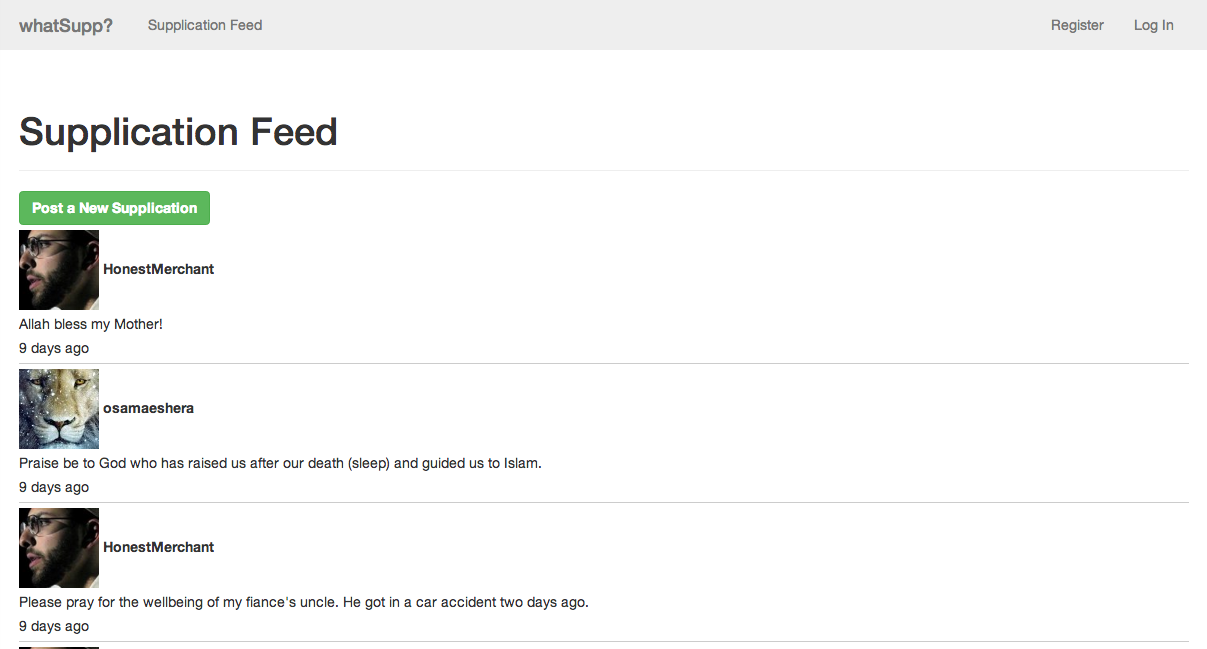 whatSupp? Supplication Feed Register Log In
Supplication Feed
Post a New Supplication
HonestMerchant
Allah bless my Mother!
9 days ago
osamaeshera
Praise be to God who has raised us after our death (sleep) and guided us to Islam.
9 days ago
HonestMerchant
Please pray for the wellbeing of my fiance's uncle. He got in a car accident two days ago.
9 days ago